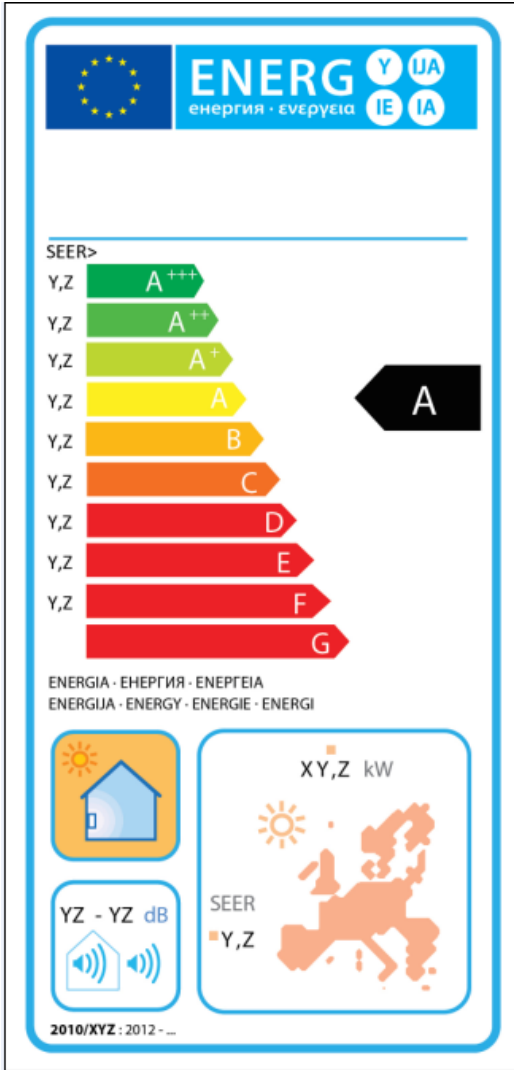 ENERG Y IJA
енергия · ενεργεια IE IA
SEER>
Y,Z A+++
Y,Z A++
Y,Z A+
Y,Z A
A
Y,Z B
Y,Z C
Y,Z D
Y,Z E
Y,Z F
G
ENERGIA · ЕНЕРГИЯ · ΕΝΕΡΓΕΙΑ
ENERGIJA · ENERGY · ENERGIE · ENERGI
XY,Z kW
SEER
Y,Z
YZ - YZ dB
2010/XYZ : 2012 - ...